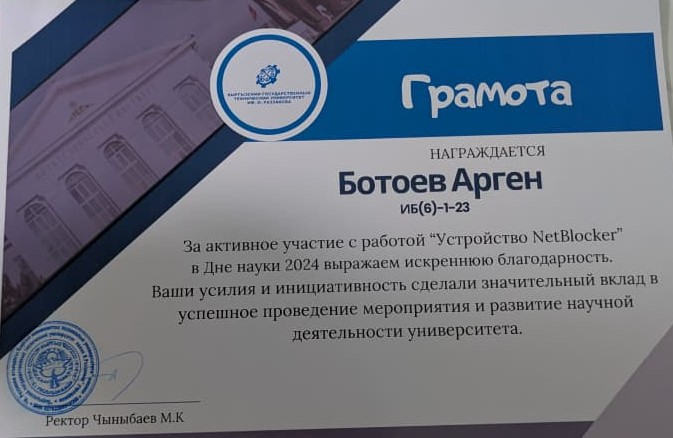 КЫРГЫЗСКИЙ ГОСУДАРСТВЕННЫЙ
ТЕХНИЧЕСКИЙ УНИВЕРСИТЕТ
ИМ. И. РАЗЗАКОВА
Грамота
НАГРАЖДАЕТСЯ
Ботоев Арген
ИБ(б)-1-23
За активное участие с работой “Устройство NetBlocker”
в Дне науки 2024 выражаем искреннюю благодарность.
Ваши усилия и инициативность сделали значительный вклад в
успешное проведение мероприятия и развитие научной
деятельности университета.
Ректор Чыныбаев М.К